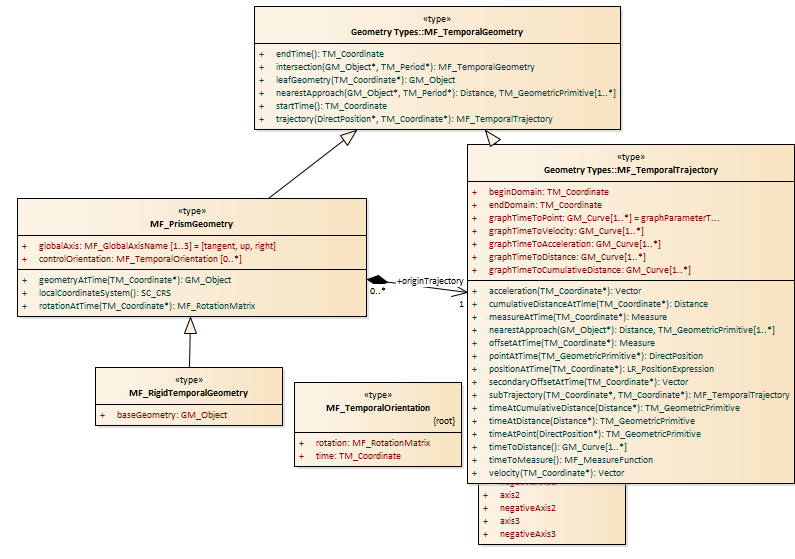 «type»
Geometry Types::MF_TemporalGeometry
+ endTime(): TM_Coordinate
+ intersection(GM_Object*, TM_Period*): MF_TemporalGeometry
+ leafGeometry(TM_Coordinate*): GM_Object
+ nearestApproach(GM_Object*, TM_Period*): Distance, TM_GeometricPrimitive[1..*]
+ startTime(): TM_Coordinate
+ trajectory(DirectPosition*, TM_Coordinate*): MF_TemporalTrajectory
«type»
MF_PrismGeometry
+ globalAxis: MF_GlobalAxisName [1..3] = [tangent, up, right]
+ controlOrientation: MF_TemporalOrientation [0..*]
+ geometryAtTime(TM_Coordinate*): GM_Object
+ localCoordinateSystem(): SC_CRS
+ rotationAtTime(TM_Coordinate*): MF_RotationMatrix
+originTrajectory
0..*
1
«type»
Geometry Types::MF_TemporalTrajectory
+ beginDomain: TM_Coordinate
+ endDomain: TM_Coordinate
+ graphTimeToPoint: GM_Curve[1..*] = graphParameterT...
+ graphTimeToVelocity: GM_Curve[1..*]
+ graphTimeToAcceleration: GM_Curve[1..*]
+ graphTimeToDistance: GM_Curve[1..*]
+ graphTimeToCumulativeDistance: GM_Curve[1..*]
+ acceleration(TM_Coordinate*): Vector
+ cumulativeDistanceAtTime(TM_Coordinate*): Distance
+ measureAtTime(TM_Coordinate*): Measure
+ nearestApproach(GM_Object*): Distance, TM_GeometricPrimitive[1..*]
+ offsetAtTime(TM_Coordinate*): Measure
+ pointAtTime(TM_GeometricPrimitive*): DirectPosition
+ positionAtTime(TM_Coordinate*): LR_PositionExpression
+ secondaryOffsetAtTime(TM_Coordinate*): Vector
+ subTrajectory(TM_Coordinate*, TM_Coordinate*): MF_TemporalTrajectory
+ timeAtCumulativeDistance(Distance*): TM_GeometricPrimitive
+ timeAtDistance(Distance*): TM_GeometricPrimitive
+ timeAtPoint(DirectPosition*): TM_GeometricPrimitive
+ timeToDistance(): GM_Curve[1..*]
+ timeToMeasure(): MF_MeasureFunction
+ velocity(TM_Coordinate*): Vector
«type»
MF_RigidTemporalGeometry
+ baseGeometry: GM_Object
«type»
MF_TemporalOrientation
{root}
+ rotation: MF_RotationMatrix
+ time: TM_Coordinate
+ axis2
+ negativeAxis2
+ axis3
+ negativeAxis3